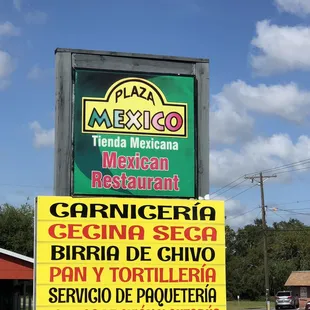 PLAZA
MEXICO
Tienda Mexicana
Mexican
Restaurant
CARNICERÍA
CECINA SECA
BIRRIA DE CHIVO
PAN Y TORTILLERÍA
SERVICIO DE PAQUETERÍA